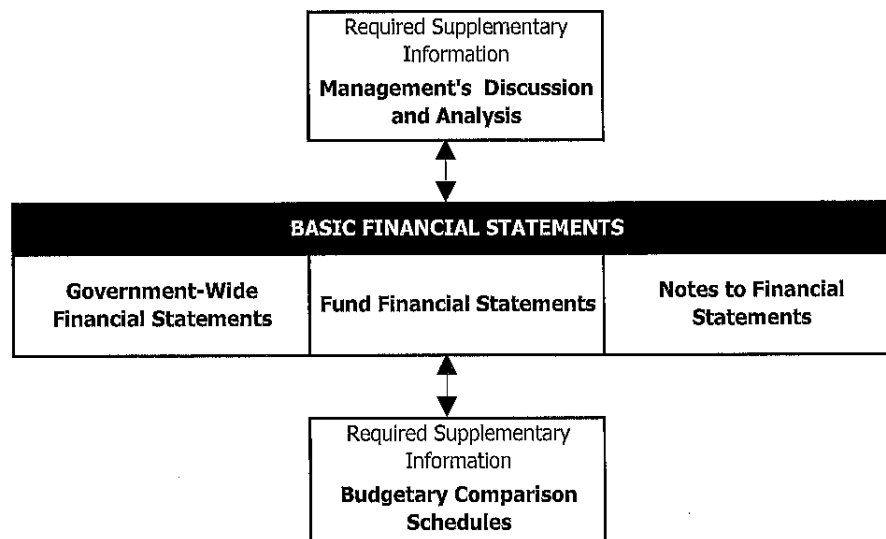 Required Supplementary
Information
Management's Discussion
and Analysis
BASIC FINANCIAL STATEMENTS
Government-Wide
Financial Statements
Fund Financial Statements
Notes to Financial
Statements
Required Supplementary
Information
Budgetary Comparison
Schedules